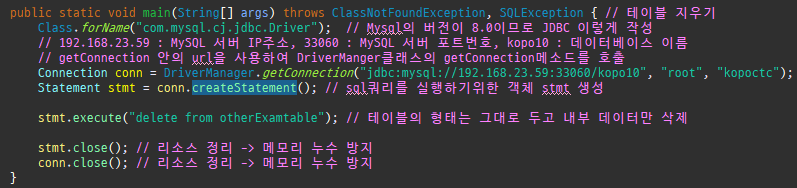 public static void main(String[] args) throws ClassNotFoundException, SQLException { // 테이블 지우기
Class.forName("com.mysql.cj.jdbc.Driver"); // Mysql의 버전이 8.0이므로 JDBC 이렇게 작성
// 192.168.23.59 : MySQL 서버 IP주소, 33060 : MySQL 서버 포트번호, kopo10 : 데이터베이스 이름
// getConnection 안의 url을 사용하여 DriverManger클래스의 getConnection메소드를 호출
Connection conn = DriverManager.getConnection("jdbc:mysql://192.168.23.59:33060/kopo10", "root", "kopoctc");
Statement stmt = conn.createStatement(); // sql쿼리를 실행하기위한 객체 stmt 생성
stmt.execute("delete from otherExamtable"); // 테이블의 형태는 그대로 두고 내부 데이터만 삭제
stmt.close(); // 리소스 정리 -> 메모리 누수 방지
conn.close(); // 리소스 정리 -> 메모리 누수 방지
}